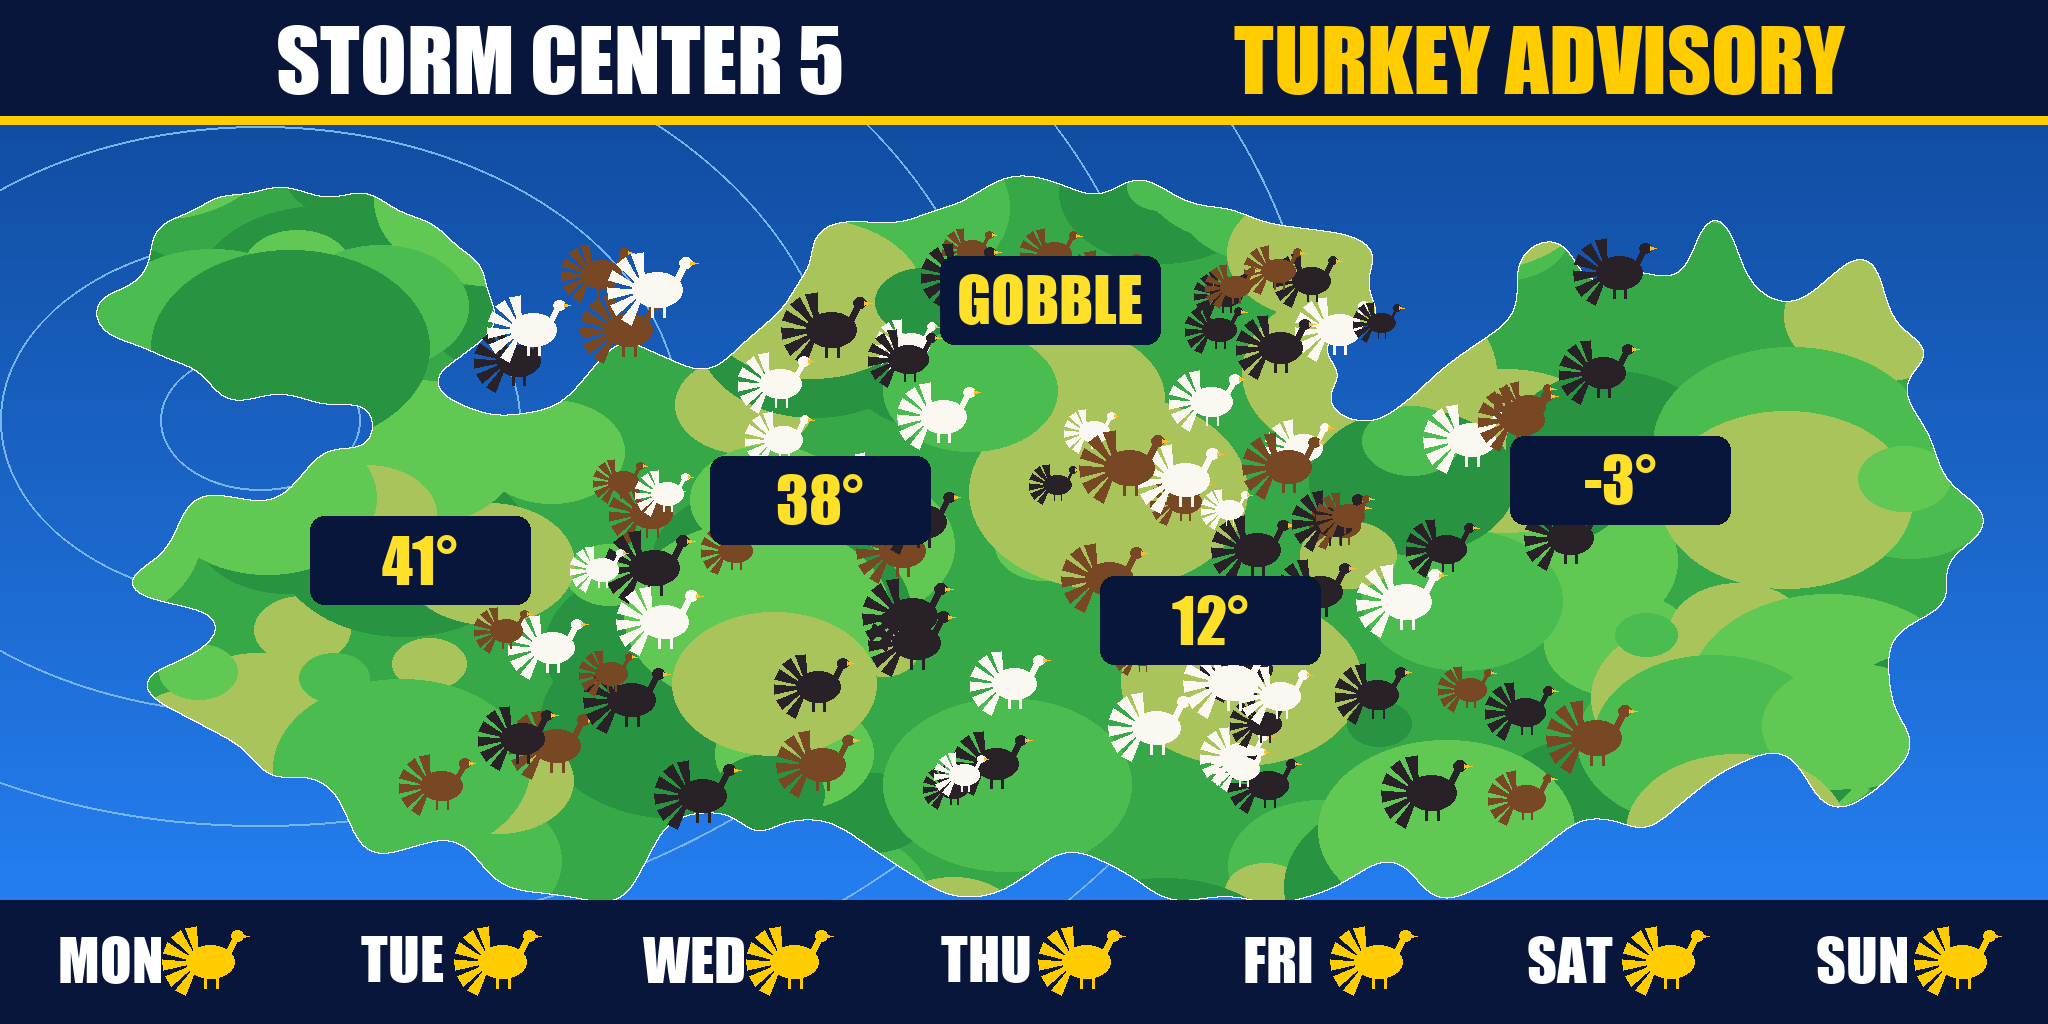 STORM CENTER 5
TURKEY ADVISORY
GOBBLE
38°
-3°
41°
12°
MON
TUE
WED
THU
FRI
SAT
SUN